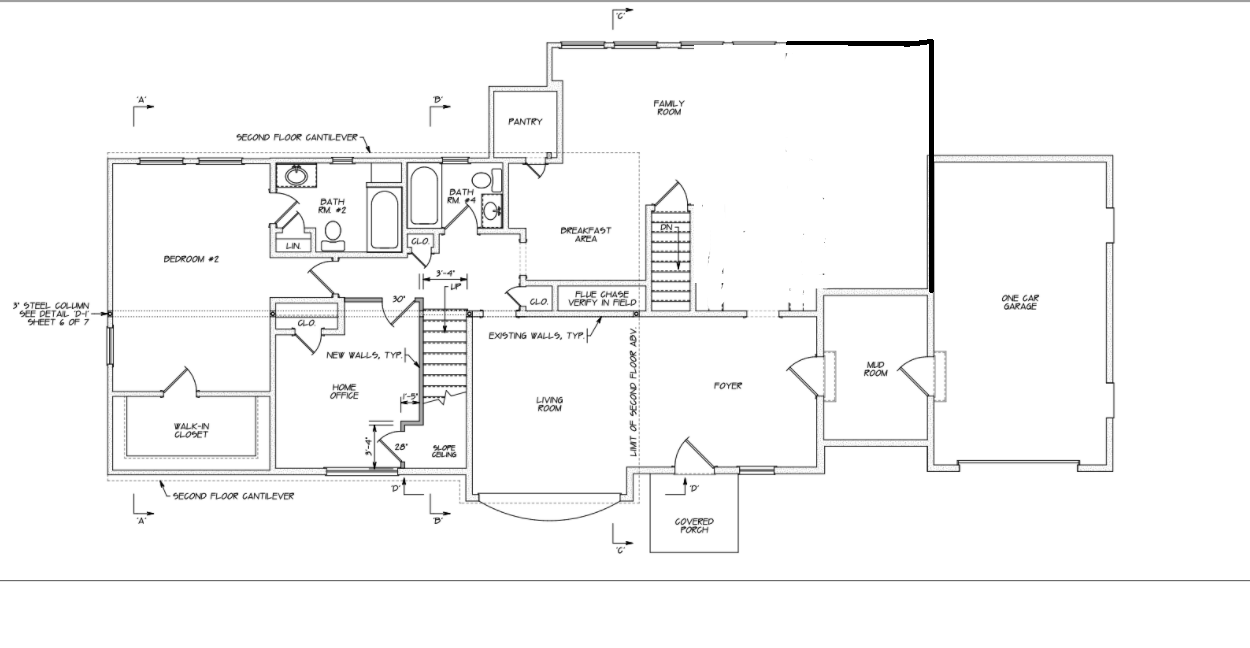 'C'
'A'
'B'
FAMILY
ROOM
PANTRY
SECOND FLOOR CANTILEVER
BATH
RM. #2
BATH
RM. #4
LIN.
CLO.
BREAKFAST
AREA
DN
BEDROOM #2
3'-4"
UP
3" STEEL COLUMN
SEE DETAIL 'D-1'
SHEET 6 OF 7
30"
CLO.
CLO.
FLUE CHASE
VERIFY IN FIELD
ONE CAR
GARAGE
EXISTING WALLS, TYP.
NEW WALLS, TYP.
HOME
OFFICE
1'-5"
LIVING
ROOM
LIMIT OF SECOND FLOOR ABV.
FOYER
MUD
ROOM
WALK-IN
CLOSET
3'-4"
28"
SLOPE
CEILING
SECOND FLOOR CANTILEVER
'D'
'D'
'A'
'B'
COVERED
PORCH
'C'